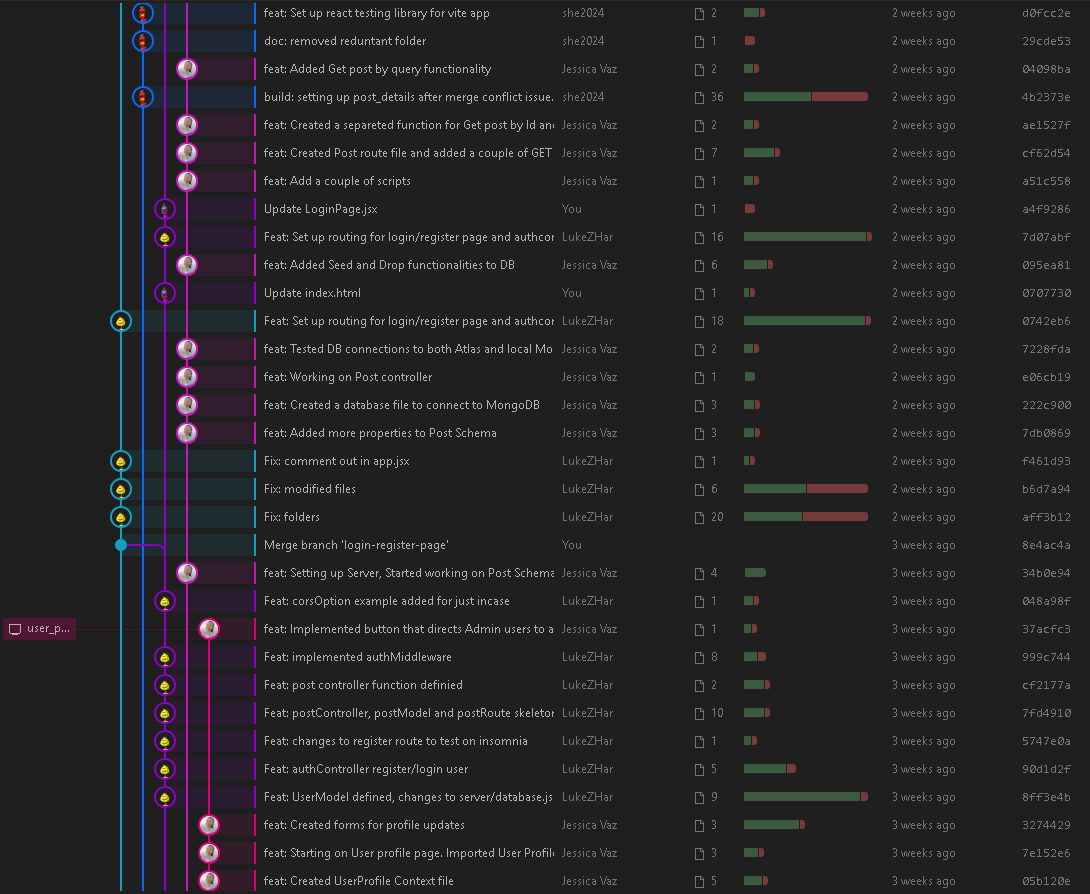 feat: Set up react testing library for vite app she2024 2 2 weeks ago d0fcc2e
doc: removed reduntant folder she2024 1 2 weeks ago 29cde53
feat: Added Get post by query functionality Jessica Vaz 2 2 weeks ago 04098ba
build: setting up post_details after merge conflict issue. she2024 36 2 weeks ago 4b2373e
feat: Created a separeted function for Get post by Id and Jessica Vaz 2 2 weeks ago ae1527f
feat: Created Post route file and added a couple of GET Jessica Vaz 7 2 weeks ago cf62d54
feat: Add a couple of scripts Jessica Vaz 1 2 weeks ago a51c558
Update LoginPage.jsx You 1 2 weeks ago a4f9286
Feat: Set up routing for login/register page and authcor LukeZHar 16 2 weeks ago 7d07abf
feat: Added Seed and Drop functionalities to DB Jessica Vaz 6 2 weeks ago 095ea81
Update index.html You 1 2 weeks ago 0707730
Feat: Set up routing for login/register page and authcor LukeZHar 18 2 weeks ago 0742eb6
feat: Tested DB connections to both Atlas and local Mo Jessica Vaz 2 2 weeks ago 7228fda
feat: Working on Post controller Jessica Vaz 1 2 weeks ago e06cb19
feat: Created a database file to connect to MongoDB Jessica Vaz 3 2 weeks ago 222c900
feat: Added more properties to Post Schema Jessica Vaz 3 2 weeks ago 7db0869
Fix: comment out in app.jsx LukeZHar 1 2 weeks ago f461d93
Fix: modified files LukeZHar 6 2 weeks ago b6d7a94
Fix: folders LukeZHar 20 2 weeks ago aff3b12
Merge branch 'login-register-page' You 3 weeks ago 8e4ac4a
feat: Setting up Server, Started working on Post Schema Jessica Vaz 4 3 weeks ago 34b0e94
Feat: corsOption example added for just incase LukeZHar 1 3 weeks ago 048a98f
user_p... feat: Implemented button that directs Admin users to a Jessica Vaz 1 3 weeks ago 37acfc3
Feat: implemented authMiddleware LukeZHar 8 3 weeks ago 999c744
Feat: post controller function definied LukeZHar 2 3 weeks ago cf2177a
Feat: postController, postModel and postRoute skeletor LukeZHar 10 3 weeks ago 7fd4910
Feat: changes to register route to test on insomnia LukeZHar 1 3 weeks ago 5747e0a
Feat: authController register/login user LukeZHar 5 3 weeks ago 90d1d2f
Feat: UserModel defined, changes to server/database.js LukeZHar 9 3 weeks ago 8ff3e4b
feat: Created forms for profile updates Jessica Vaz 3 3 weeks ago 3274429
feat: Starting on User profile page. Imported User Profile Jessica Vaz 3 3 weeks ago 7e152e6
feat: Created UserProfile Context file Jessica Vaz 5 3 weeks ago 05b120e